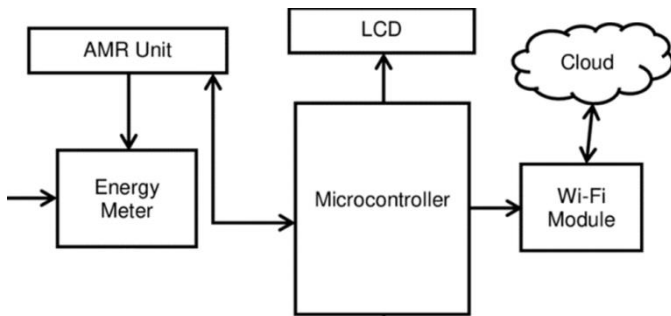 AMR Unit
LCD
Cloud
Energy
Meter
Microcontroller
Wi-Fi
Module